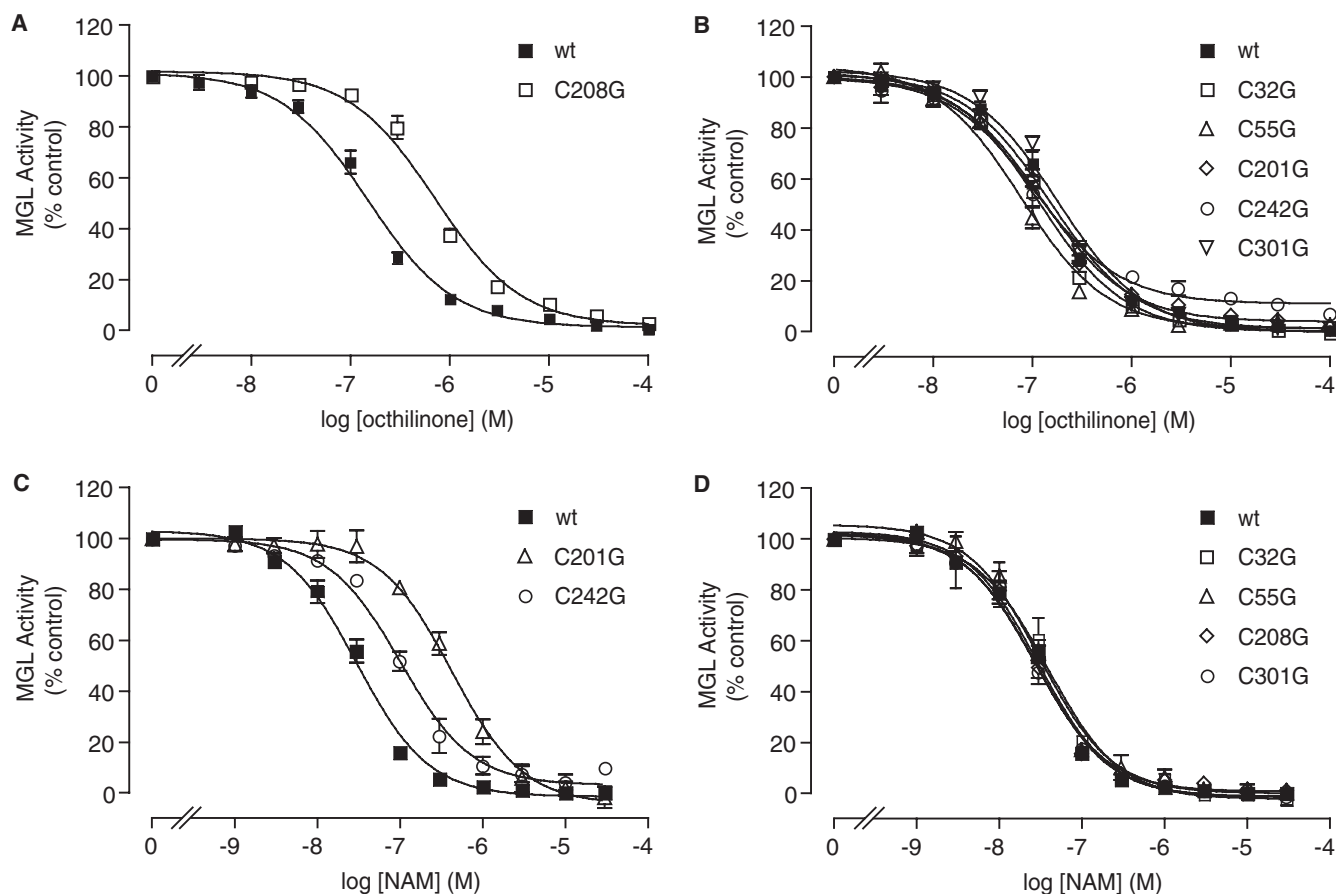 A
MGL Activity
(% control)
120
100
80
60
40
20
0
wt
C208G
0 -8 -7 -6 -5 -4
log [octhilinone] (M)
B
MGL Activity
(% control)
120
100
80
60
40
20
0
wt
C32G
C55G
C201G
C242G
C301G
0 -8 -7 -6 -5 -4
log [octhilinone] (M)
C
MGL Activity
(% control)
120
100
80
60
40
20
0
wt
C201G
C242G
0 -9 -8 -7 -6 -5 -4
log [NAM] (M)
D
MGL Activity
(% control)
120
100
80
60
40
20
0
wt
C32G
C55G
C208G
C301G
0 -9 -8 -7 -6 -5 -4
log [NAM] (M)